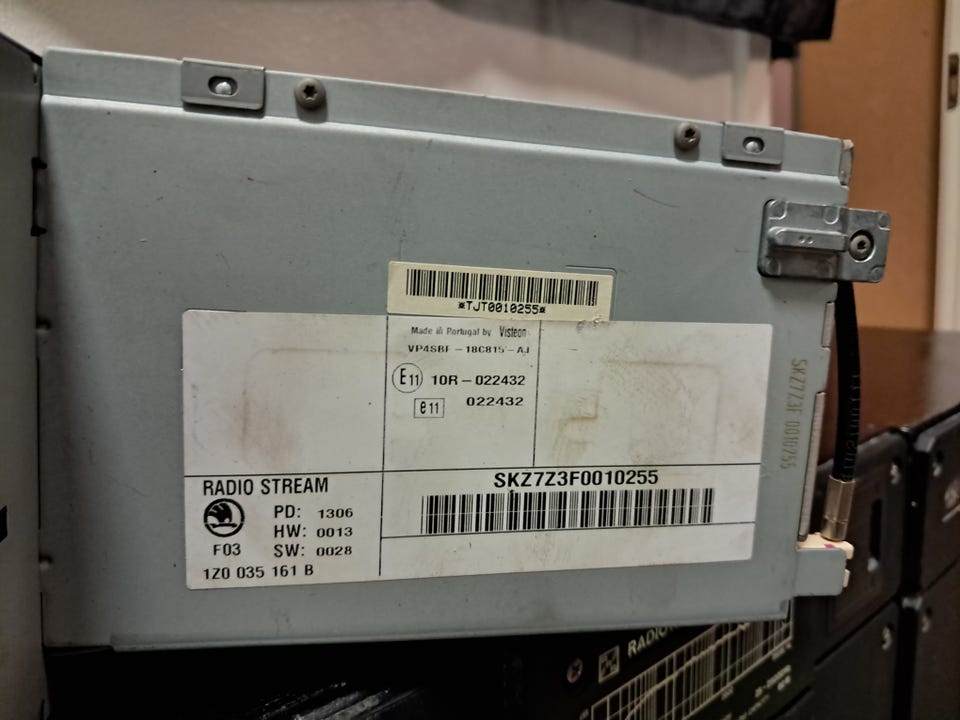 *TJT0010255*
Made in Portugal by Visteon
VP4SBF-18C815-AJ
E11 10R-022432
e11 022432
SKZ7Z3F0010255
RADIO STREAM
PD: 1306
HW: 0013
F03 SW: 0028
1Z0 035 161 B
SKZ7Z3F 0010255
RADIO